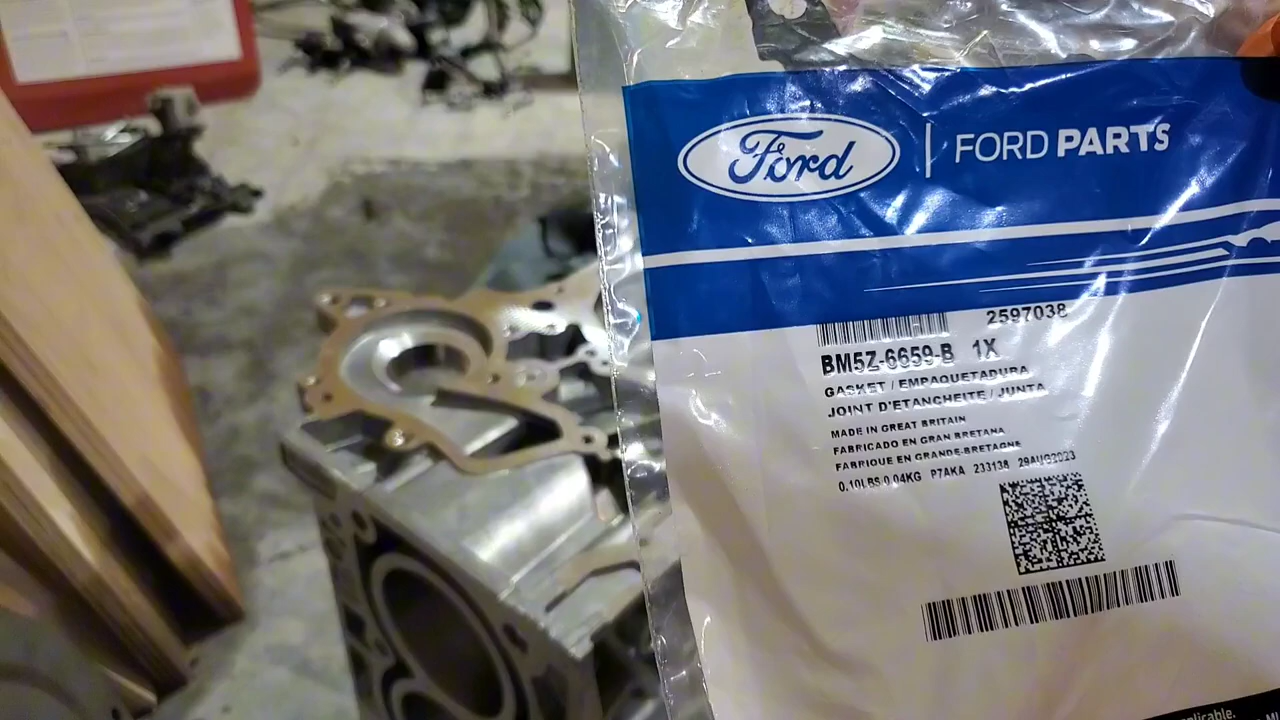 Ford
FORD PARTS
2597038
BM5Z-6659-B 1X
GASKET / EMPAQUETADURA
JOINT D'ETANCHEITE / JUNTA
MADE IN GREAT BRITAIN
FABRICADO EN GRAN BRETANA
FABRIQUE EN GRANDE-BRETAGNE
0.10LBS 0.04KG P7AKA 233138 29AUG2023
plicable.